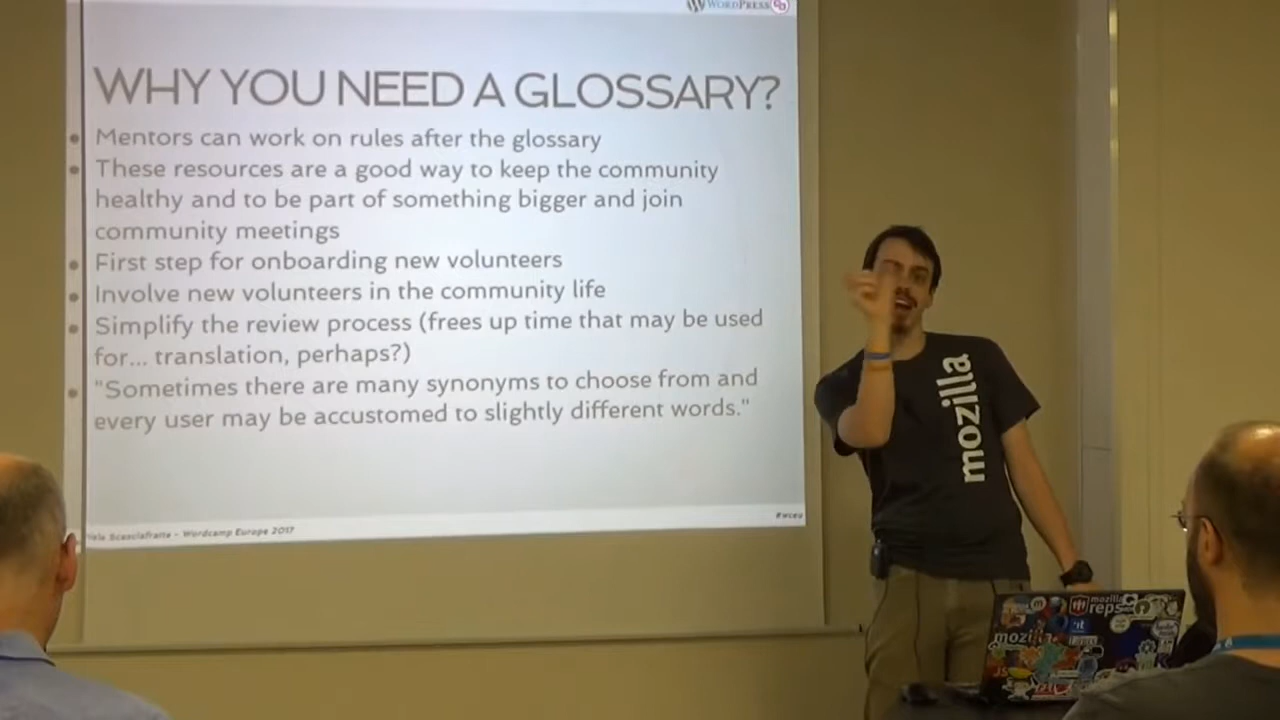 WORDPRESS
WHY YOU NEED A GLOSSARY?
Mentors can work on rules after the glossary
These resources are a good way to keep the community
healthy and to be part of something bigger and join
community meetings
First step for onboarding new volunteers
Involve new volunteers in the community life
Simplify the review process (frees up time that may be used
for... translation, perhaps?)
"Sometimes there are many synonyms to choose from and
every user may be accustomed to slightly different words."
Scasciafratte - Wordcamp Europe 2017
#wceu
mozilla
mozilla
reps
mozilla
JS